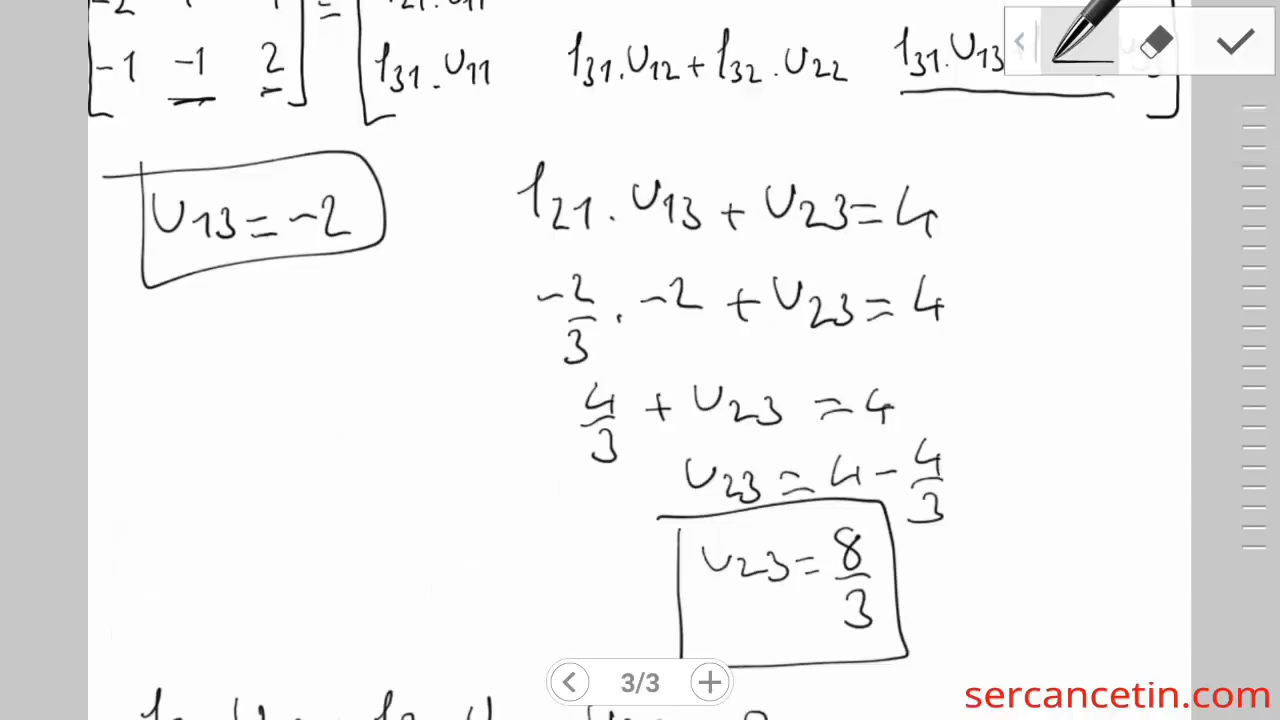 -1 -1 2 l31.U11 l31.U12+l32.U22 l31.U13
U13=-2
l21.U13+U23=4
-2/3.-2+U23=4
4/3+U23=4
U23=4-4/3
U23=8/3
3/3
sercancetin.com